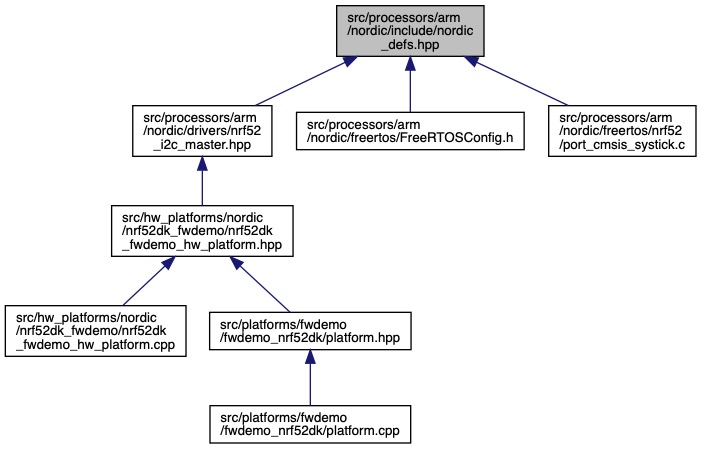 src/processors/arm
/nordic/include/nordic
_defs.hpp
src/processors/arm
/nordic/drivers/nrf52
_i2c_master.hpp
src/processors/arm
/nordic/freertos/FreeRTOSConfig.h
src/processors/arm
/nordic/freertos/nrf52
/port_cmsis_systick.c
src/hw_platforms/nordic
/nrf52dk_fwdemo/nrf52dk
_fwdemo_hw_platform.hpp
src/hw_platforms/nordic
/nrf52dk_fwdemo/nrf52dk
_fwdemo_hw_platform.cpp
src/platforms/fwdemo
/fwdemo_nrf52dk/platform.hpp
src/platforms/fwdemo
/fwdemo_nrf52dk/platform.cpp